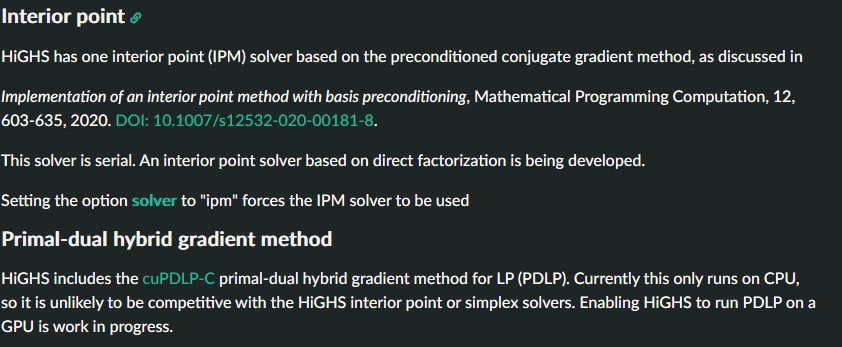 Interior point
HiGHS has one interior point (IPM) solver based on the preconditioned conjugate gradient method, as discussed in
Implementation of an interior point method with basis preconditioning, Mathematical Programming Computation, 12,
603-635, 2020. DOI: 10.1007/s12532-020-00181-8.
This solver is serial. An interior point solver based on direct factorization is being developed.
Setting the option solver to "ipm" forces the IPM solver to be used
Primal-dual hybrid gradient method
HiGHS includes the cuPDLP-C primal-dual hybrid gradient method for LP (PDLP). Currently this only runs on CPU,
so it is unlikely to be competitive with the HiGHS interior point or simplex solvers. Enabling HiGHS to run PDLP on a
GPU is work in progress.